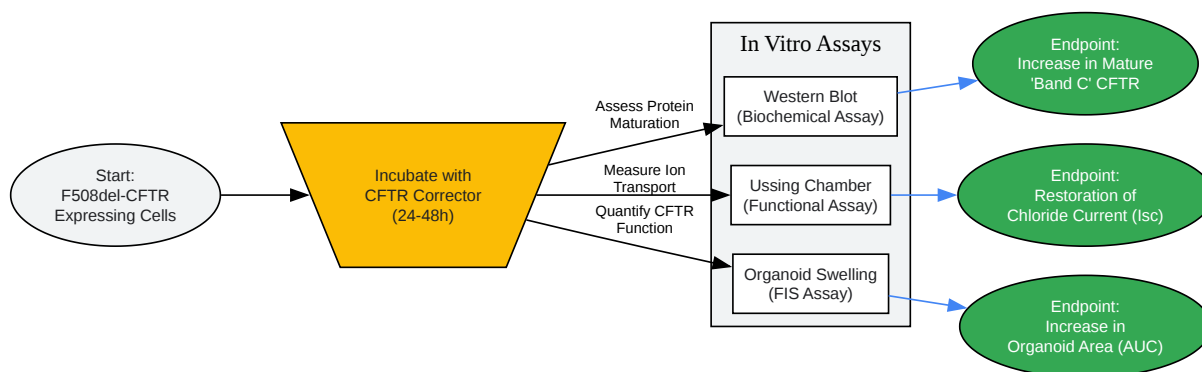 Start:
F508del-CFTR
Expressing Cells
Incubate with
CFTR Corrector
(24-48h)
Assess Protein
Maturation
Measure Ion
Transport
Quantify CFTR
Function
In Vitro Assays
Western Blot
(Biochemical Assay)
Ussing Chamber
(Functional Assay)
Organoid Swelling
(FIS Assay)
Endpoint:
Increase in Mature
'Band C' CFTR
Endpoint:
Restoration of
Chloride Current (Isc)
Endpoint:
Increase in
Organoid Area (AUC)